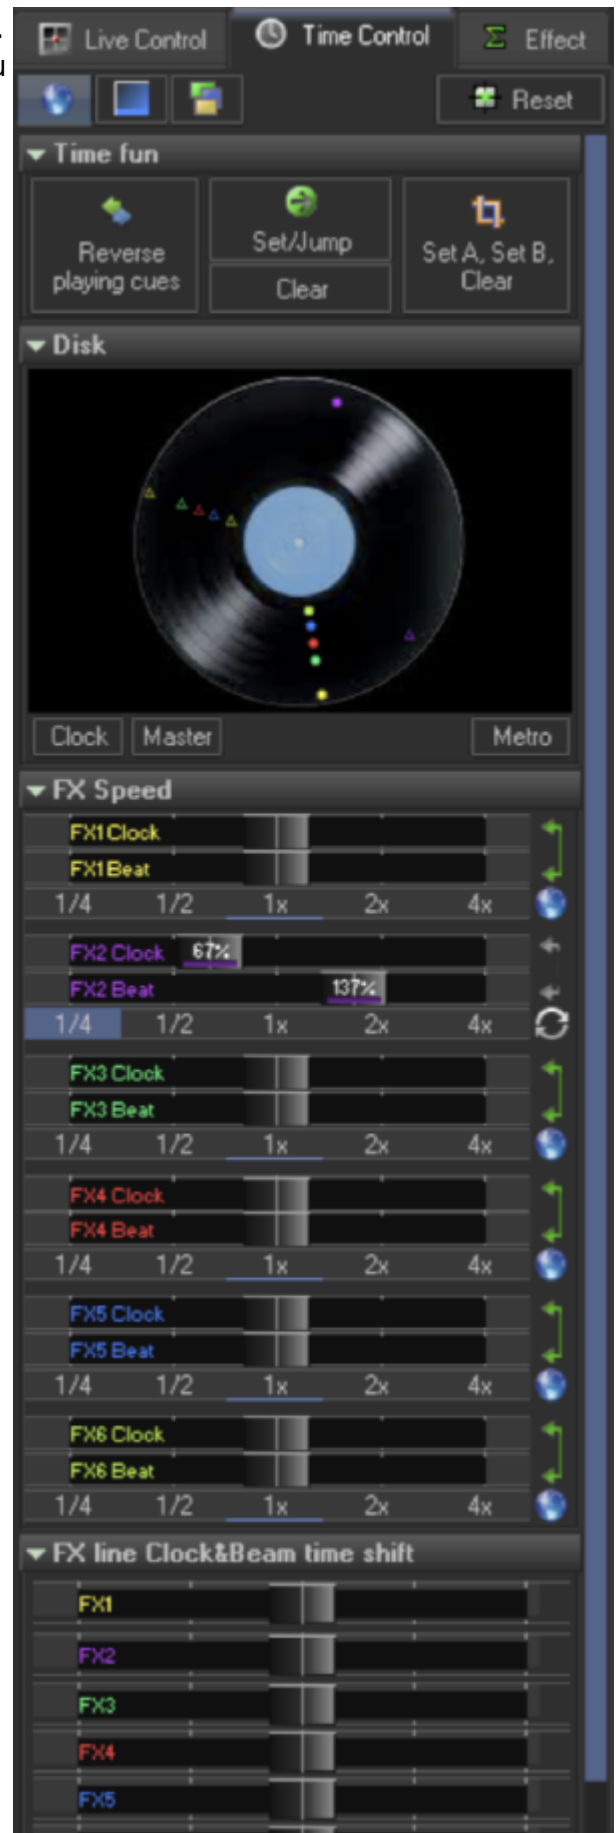 .
u
Live Control Time Control Σ Effect
Reset
Time fun
Reverse
playing cues
Set/Jump
Clear
Set A, Set B,
Clear
Disk
Clock Master Metro
FX Speed
FX1 Clock
FX1 Beat
1/4 1/2 1x 2x 4x
FX2 Clock 67%
FX2 Beat 137%
1/4 1/2 1x 2x 4x
FX3 Clock
FX3 Beat
1/4 1/2 1x 2x 4x
FX4 Clock
FX4 Beat
1/4 1/2 1x 2x 4x
FX5 Clock
FX5 Beat
1/4 1/2 1x 2x 4x
FX6 Clock
FX6 Beat
1/4 1/2 1x 2x 4x
FX line Clock&Beam time shift
FX1
FX2
FX3
FX4
FX5